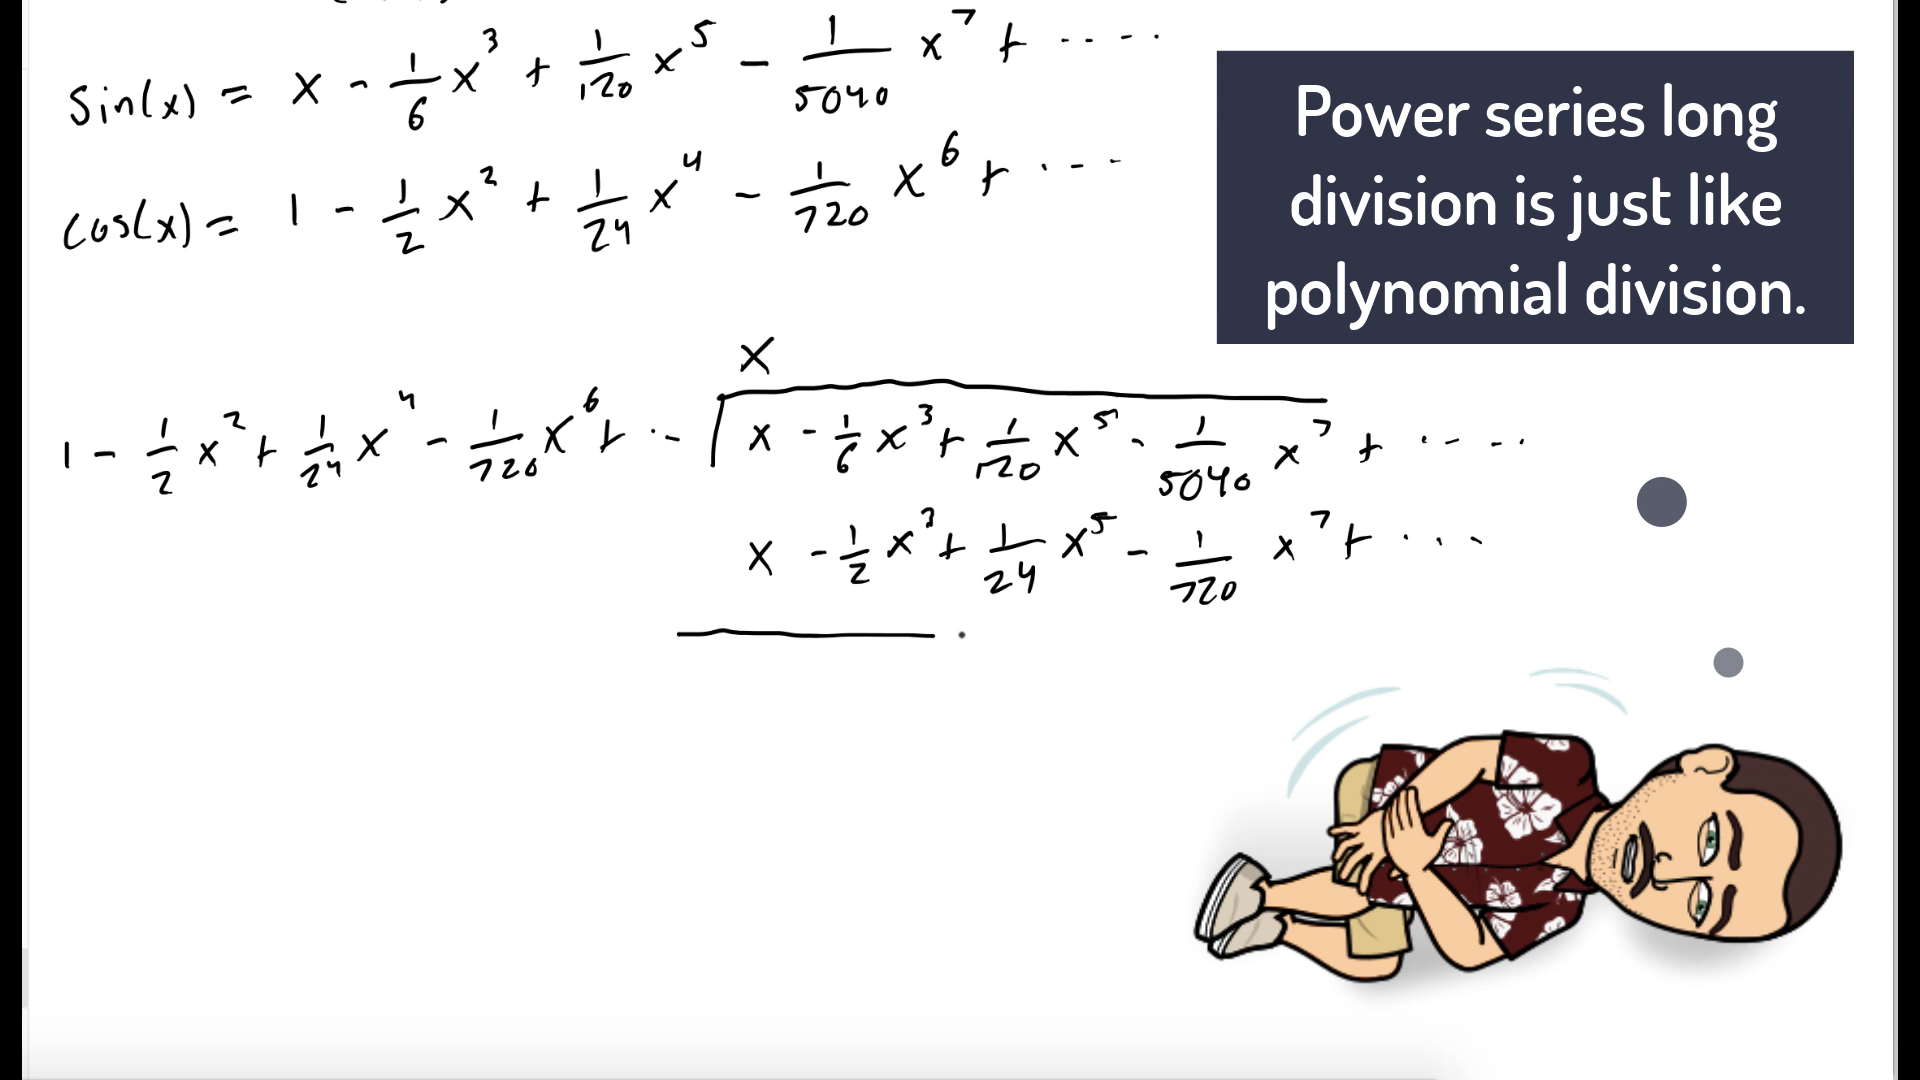 Sin(x) = x - 1/6 x^3 + 1/120 x^5 - 1/5040 x^7 + ....
Cos(x) = 1 - 1/2 x^2 + 1/24 x^4 - 1/720 x^6 + ...
Power series long
division is just like
polynomial division.
x
1 - 1/2 x^2 + 1/24 x^4 - 1/720 x^6 + ... x - 1/6 x^3 + 1/120 x^5 - 1/5040 x^7 + ....
x - 1/2 x^3 + 1/24 x^5 - 1/720 x^7 + ...